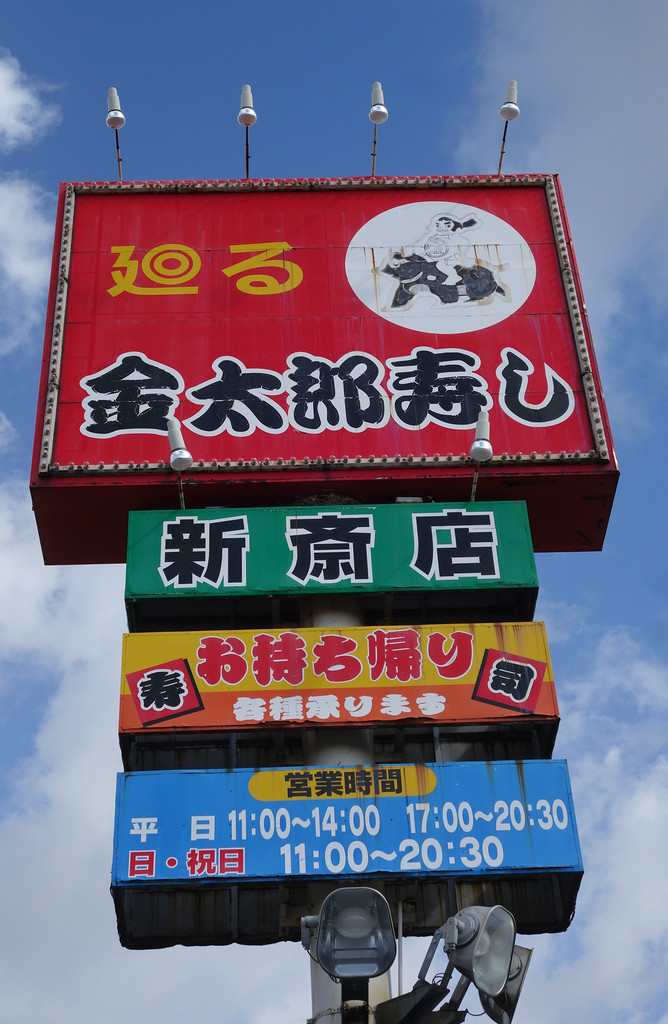 廻る
金太郎寿し
新斎店
お持ち帰り
寿 司
各種承ります
営業時間
平 日 11:00～14:00 17:00～20:30
日・祝日 11:00～20:30